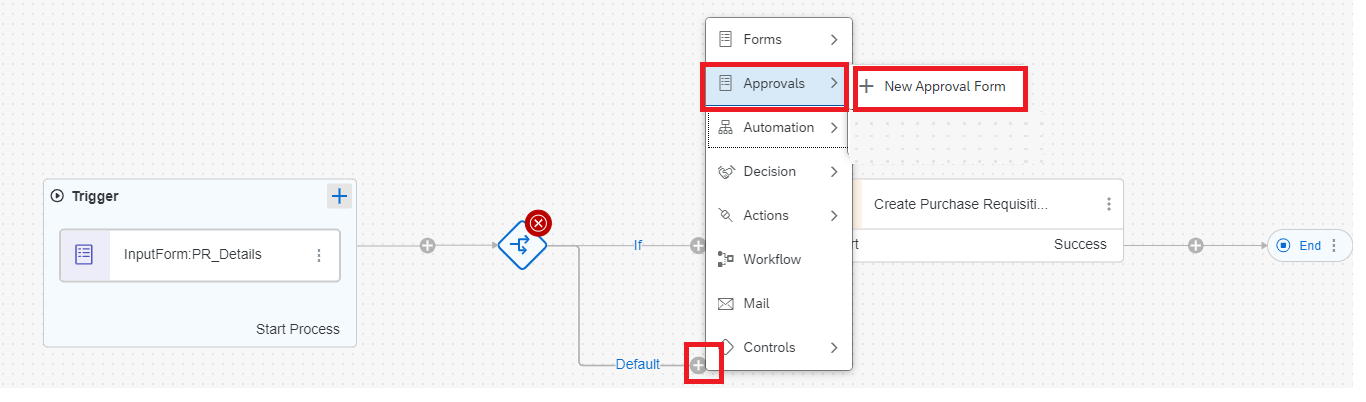 Forms
Approvals
New Approval Form
Automation
Trigger
Decision
Create Purchase Requisiti...
Actions
InputForm:PR_Details
If
rt
Success
End
Workflow
Mail
Start Process
Controls
Default